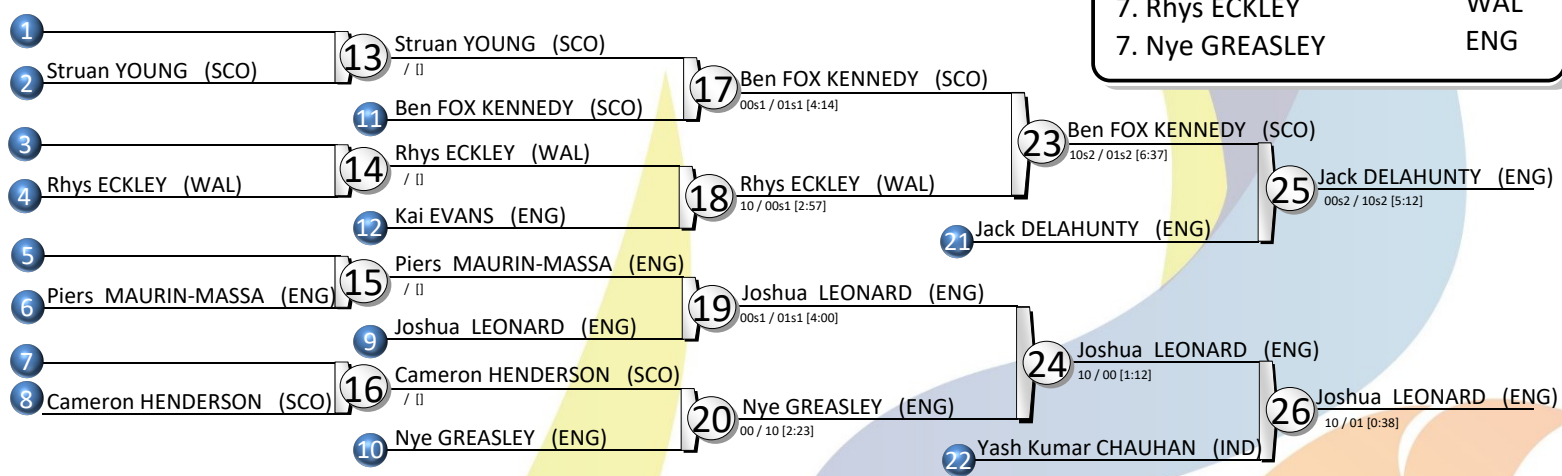 7. Rhys ECKLEY WAL
7. Nye GREASLEY ENG
1
2 Struan YOUNG (SCO)
13 Struan YOUNG (SCO)
/ []
11 Ben FOX KENNEDY (SCO)
17 Ben FOX KENNEDY (SCO)
00s1 / 01s1 [4:14]
3
4 Rhys ECKLEY (WAL)
14 Rhys ECKLEY (WAL)
/ []
12 Kai EVANS (ENG)
18 Rhys ECKLEY (WAL)
10 / 00s1 [2:57]
23 Ben FOX KENNEDY (SCO)
10s2 / 01s2 [6:37]
21 Jack DELAHUNTY (ENG)
25 Jack DELAHUNTY (ENG)
00s2 / 10s2 [5:12]
5
6 Piers MAURIN-MASSA (ENG)
15 Piers MAURIN-MASSA (ENG)
/ []
9 Joshua LEONARD (ENG)
19 Joshua LEONARD (ENG)
00s1 / 01s1 [4:00]
7
8 Cameron HENDERSON (SCO)
16 Cameron HENDERSON (SCO)
/ []
10 Nye GREASLEY (ENG)
20 Nye GREASLEY (ENG)
00 / 10 [2:23]
24 Joshua LEONARD (ENG)
10 / 00 [1:12]
22 Yash Kumar CHAUHAN (IND)
26 Joshua LEONARD (ENG)
10 / 01 [0:38]